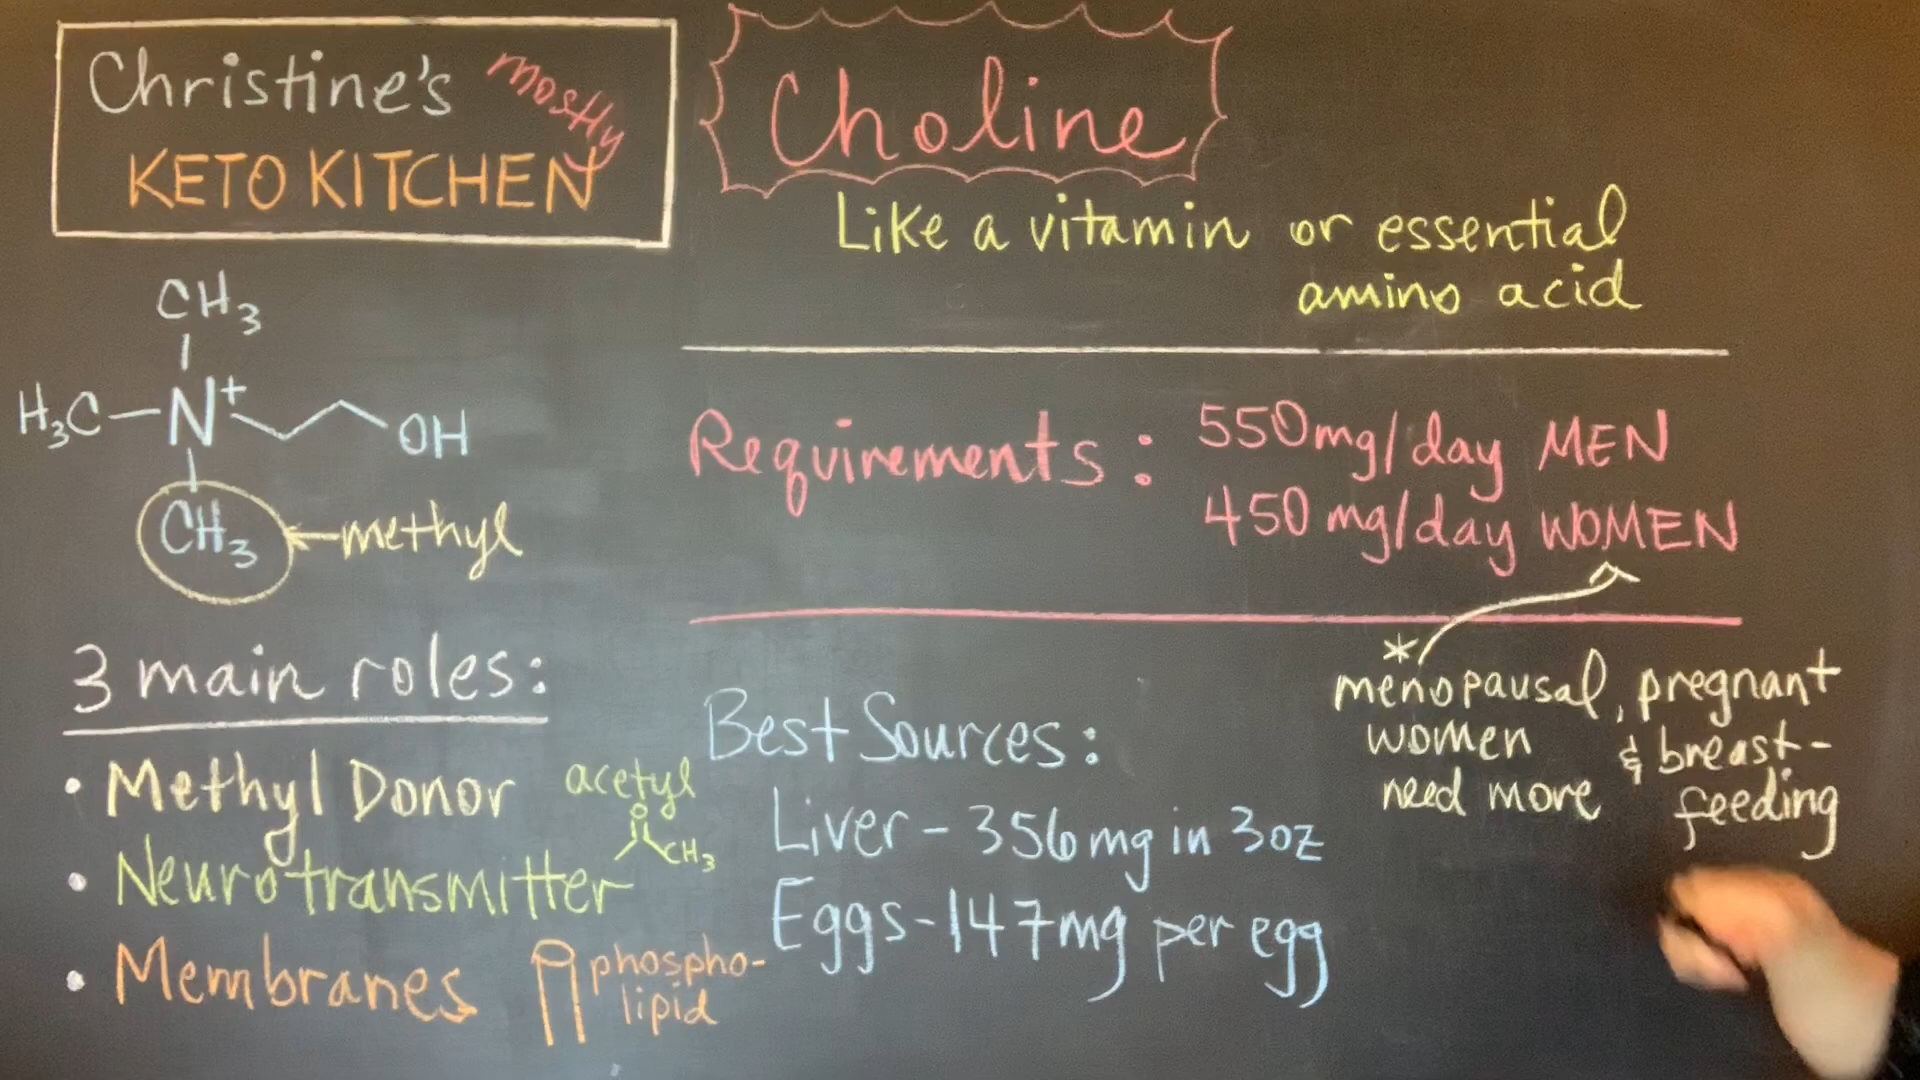 Christine's mostly
KETO KITCHEN
Choline
Like a vitamin or essential
amino acid
CH3
H3C-N+ OH
CH3 ←methyl
Requirements: 550mg/day MEN
450mg/day WOMEN
*
menopausal, pregnant
women & breast-
need more feeding
3 main roles:
• Methyl Donor acetyl
O
CH3
• Neurotransmitter
• Membranes phospho-
lipid
Best Sources:
Liver - 356mg in 3oz
Eggs - 147mg per egg